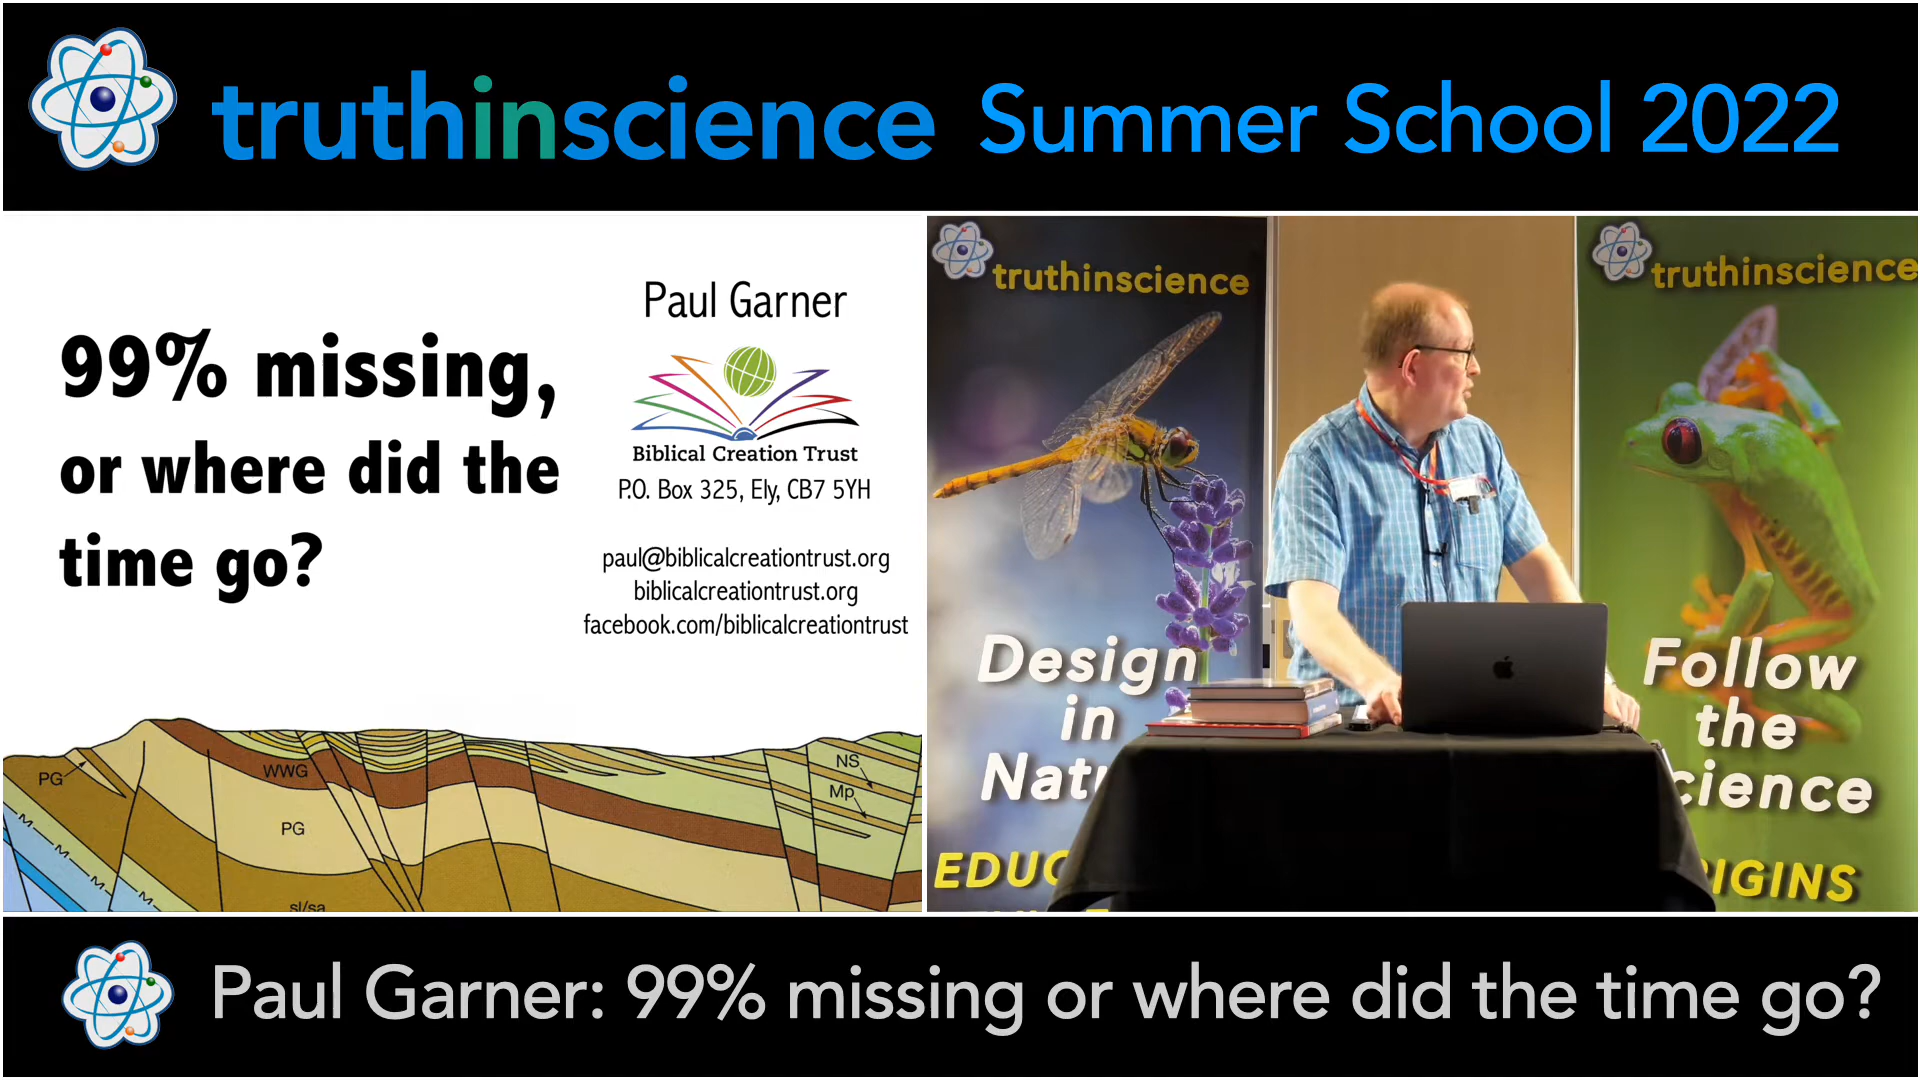 truthinscience Summer School 2022
99% missing,
or where did the
time go?
Paul Garner
Biblical Creation Trust
P.O. Box 325, Ely, CB7 5YH
paul@biblicalcreationtrust.org
biblicalcreationtrust.org
facebook.com/biblicalcreationtrust
PG
WWG
NS
Mp
PG
M
M
M
M
sl/sa
truthinscience
Design
in
truthinscience
Follow
the
Paul Garner: 99% missing or where did the time go?